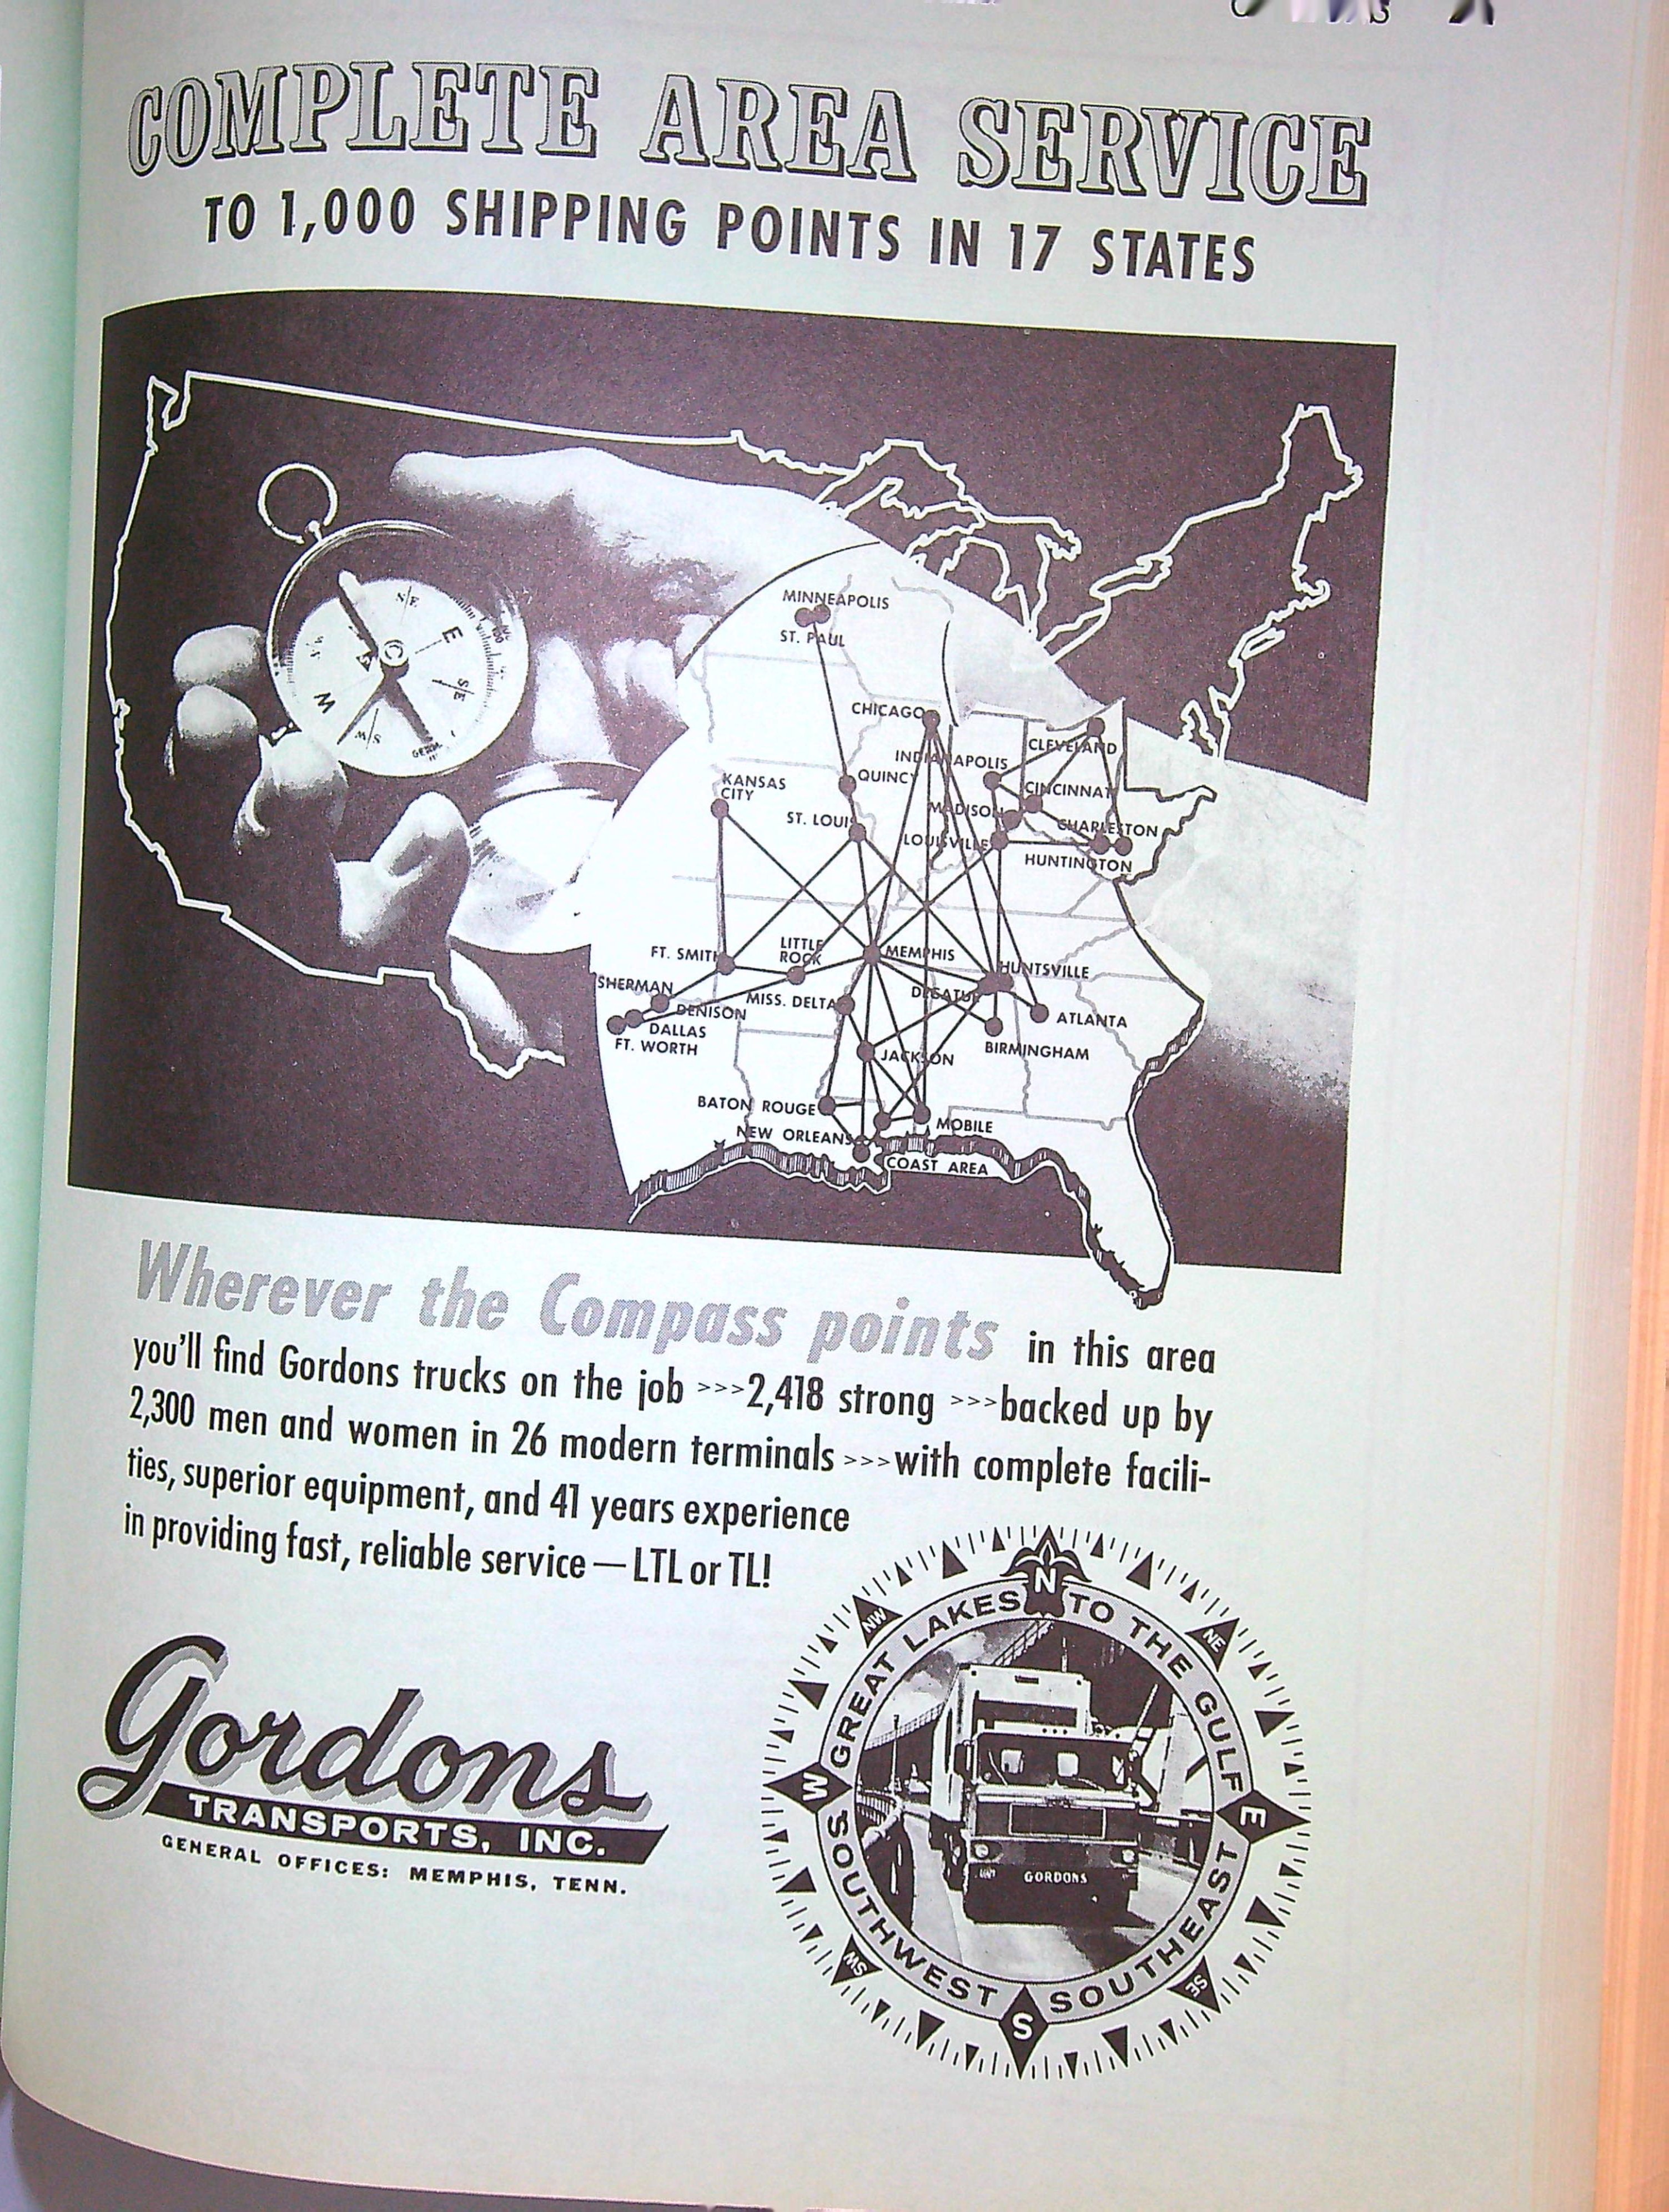 COMPLETE AREA SERVICE
TO 1,000 SHIPPING POINTS IN 17 STATES
N/E
E
S/E
W
W/S
MINNEAPOLIS
ST. PAUL
CHICAGO
CLEVELAND
INDIANAPOLIS
KANSAS
CITY
QUINCY
CINCINNATI
MADISON
ST. LOUIS
CHARLESTON
LOUISVILLE
HUNTINGTON
FT. SMITH
LITTLE
ROCK
MEMPHIS
HUNTSVILLE
SHERMAN
DENISON
MISS. DELTA
DECATUR
ATLANTA
DALLAS
FT. WORTH
JACKSON
BIRMINGHAM
BATON ROUGE
NEW ORLEANS
MOBILE
COAST AREA
Wherever the Compass points in this area
you'll find Gordons trucks on the job >>>2,418 strong >>>backed up by
2,300 men and women in 26 modern terminals >>>with complete facili-
ties, superior equipment, and 41 years experience
in providing fast, reliable service — LTL or TL!
Gordons
TRANSPORTS, INC.
GENERAL OFFICES: MEMPHIS, TENN.
N
NW
NE
GREAT LAKES TO THE GULF
W
E
GORDONS
SOUTHWEST
SOUTHEAST
SW
SE
S